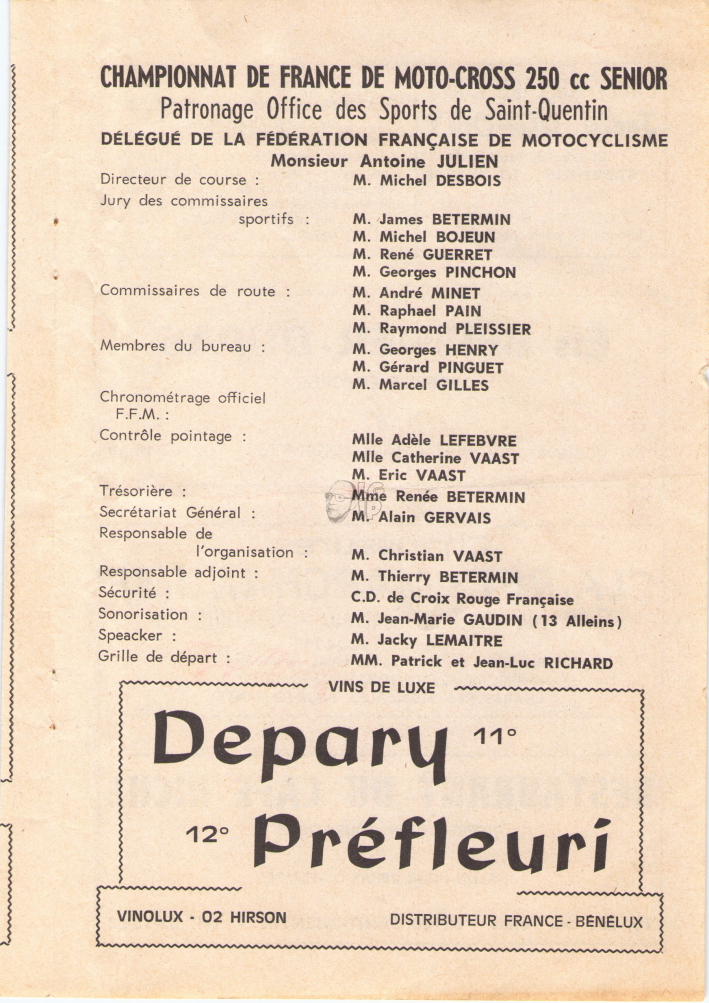 CHAMPIONNAT DE FRANCE DE MOTO-CROSS 250 cc SENIOR
Patronage Office des Sports de Saint-Quentin
DÉLÉGUÉ DE LA FÉDÉRATION FRANÇAISE DE MOTOCYCLISME
Monsieur Antoine JULIEN
Directeur de course : M. Michel DESBOIS
Jury des commissaires
sportifs : M. James BETERMIN
M. Michel BOJEUN
M. René GUERRET
M. Georges PINCHON
Commissaires de route : M. André MINET
M. Raphael PAIN
M. Raymond PLEISSIER
Membres du bureau : M. Georges HENRY
M. Gérard PINGUET
M. Marcel GILLES
Chronométrage officiel
F.F.M. :
Contrôle pointage : Mlle Adèle LEFEBVRE
Mlle Catherine VAAST
M. Eric VAAST
Trésorière : Mme Renée BETERMIN
Secrétariat Général : M. Alain GERVAIS
Responsable de
l'organisation : M. Christian VAAST
Responsable adjoint : M. Thierry BETERMIN
Sécurité : C.D. de Croix Rouge Française
Sonorisation : M. Jean-Marie GAUDIN (13 Alleins)
Speacker : M. Jacky LEMAITRE
Grille de départ : MM. Patrick et Jean-Luc RICHARD
VINS DE LUXE
Depary 11°
12° Préfleuri
VINOLUX - 02 HIRSON DISTRIBUTEUR FRANCE - BENÉLUX